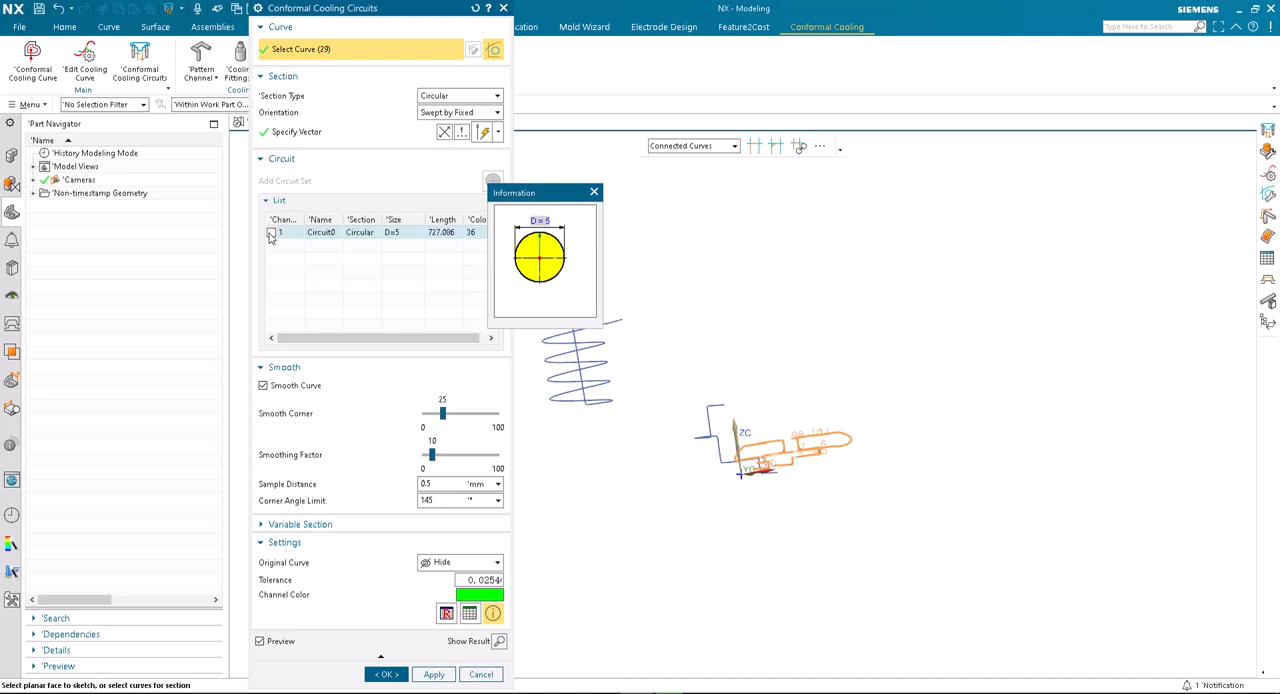 NX
Conformal Cooling Circuits
NX - Modeling
SIEMENS
File
Home
Curve
Surface
Assemblies
Curve
Mold Wizard
Electrode Design
Feature2Cost
Conformal Cooling
Type Here to Search
Select Curve (29)
'Conformal
Cooling Curve
'Edit Cooling
Curve
'Conformal
Cooling Circuits
'Pattern
Channel
Main
Section
'Section Type
Circular
Orientation
Swept by Fixed
Specify Vector
Menu
'No Selection Filter
'Within Work Part O...
Connected Curves
'Part Navigator
'Name
'History Modeling Mode
'Model Views
'Cameras
'Non-timestamp Geometry
Circuit
Add Circuit Set
List
'Chan...
'Name
'Section
'Size
'Length
'Colo
1
Circuit0
Circular
D=5
727.086
36
Information
D = 5
ZC
Smooth
Smooth Curve
25
Smooth Corner
0
100
10
Smoothing Factor
0
100
Sample Distance
0.5
'mm
Corner Angle Limit
145
'°
Variable Section
Settings
Original Curve
Hide
Tolerance
Channel Color
Preview
Show Result
< OK >
Apply
Cancel
'Search
'Dependencies
'Details
'Preview
Select planar face to sketch, or select curves for section
1 'Notification